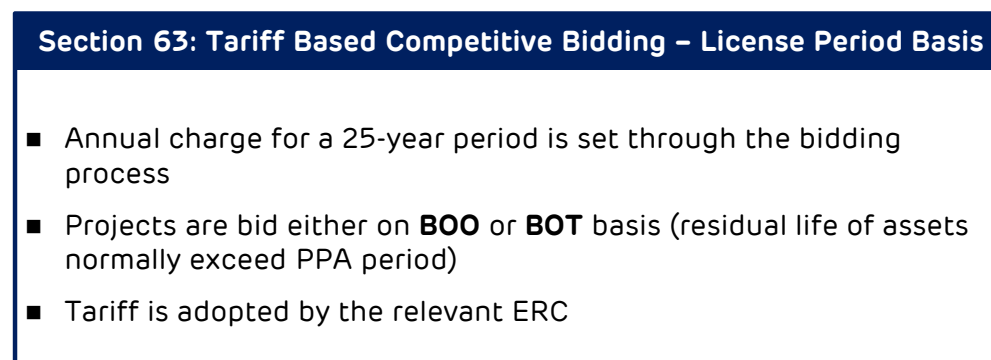 Section 63: Tariff Based Competitive Bidding – License Period Basis
■ Annual charge for a 25-year period is set through the bidding
process
■ Projects are bid either on BOO or BOT basis (residual life of assets
normally exceed PPA period)
■ Tariff is adopted by the relevant ERC